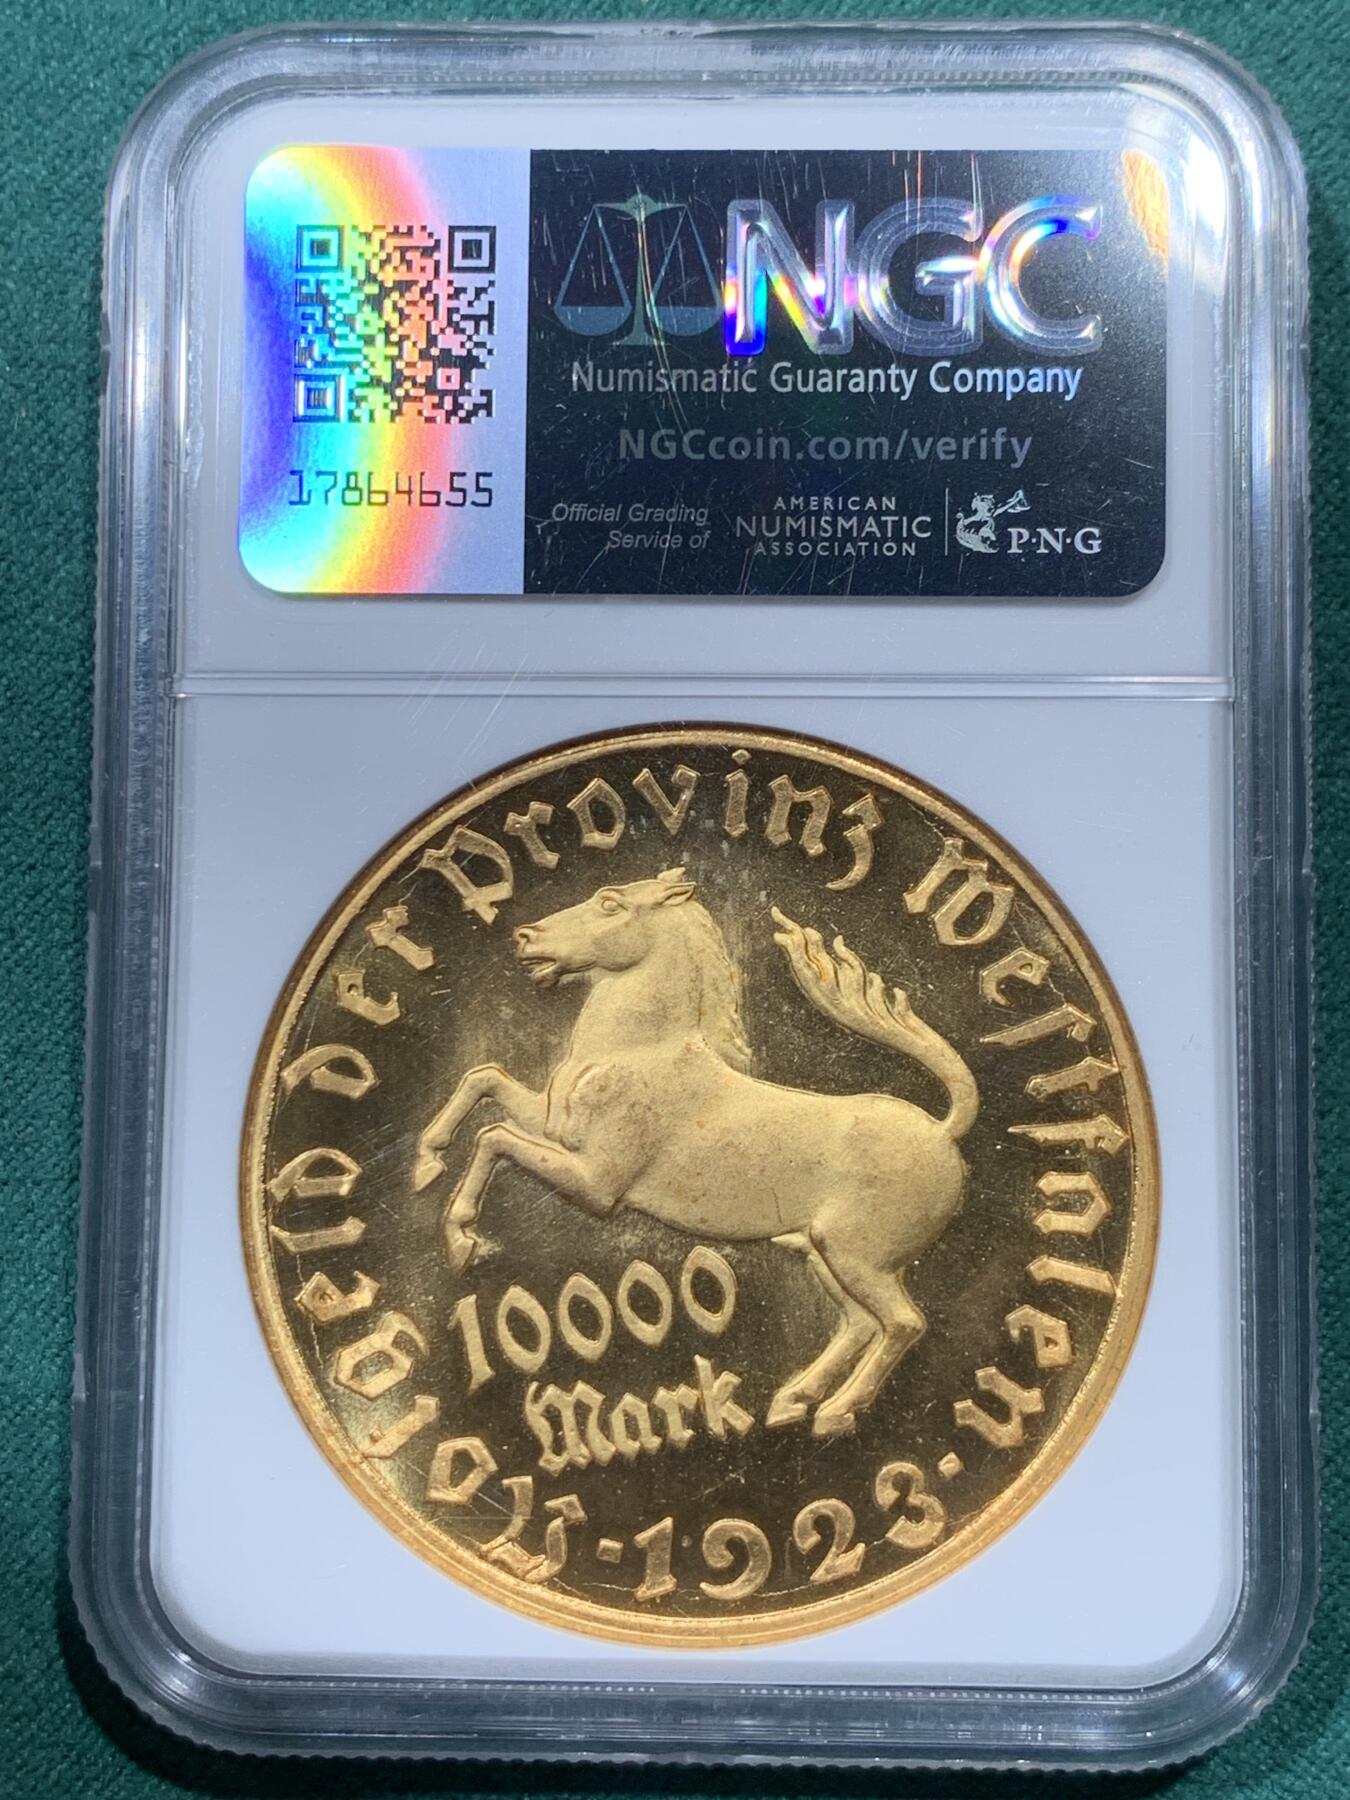 NGC
Numismatic Guaranty Company
NGCcoin.com/verify
17864655
Official Grading
Service of
AMERICAN
NUMISMATIC
ASSOCIATION
P·N·G
Notgeld der Provinz Westfalen
10000
Mark
· 1923 ·